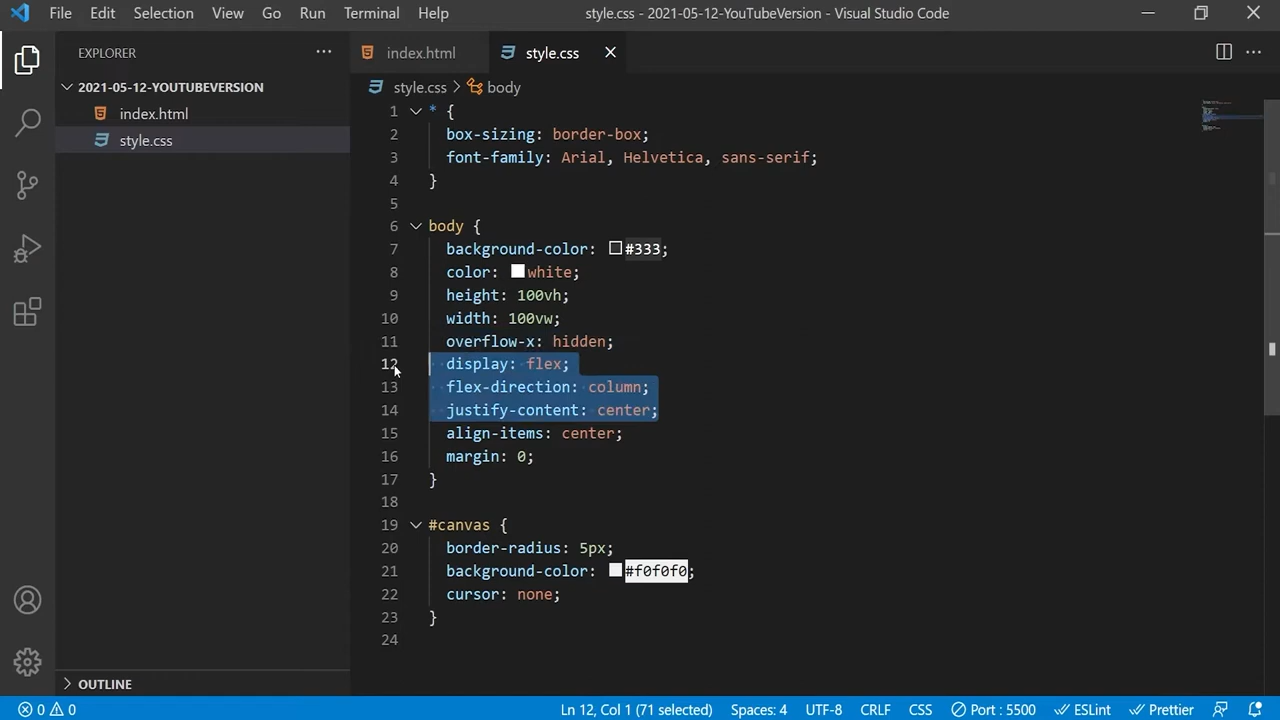 File Edit Selection View Go Run Terminal Help style.css - 2021-05-12-YouTubeVersion - Visual Studio Code
EXPLORER ···
index.html style.css
2021-05-12-YOUTUBEVERSION
index.html
style.css
OUTLINE
style.css > body
1 * {
2 box-sizing: border-box;
3 font-family: Arial, Helvetica, sans-serif;
4 }
5
6 body {
7 background-color: #333;
8 color: white;
9 height: 100vh;
10 width: 100vw;
11 overflow-x: hidden;
12 display: flex;
13 flex-direction: column;
14 justify-content: center;
15 align-items: center;
16 margin: 0;
17 }
18
19 #canvas {
20 border-radius: 5px;
21 background-color: #f0f0f0;
22 cursor: none;
23 }
24
0 0 Ln 12, Col 1 (71 selected) Spaces: 4 UTF-8 CRLF CSS Port : 5500 ESLint Prettier